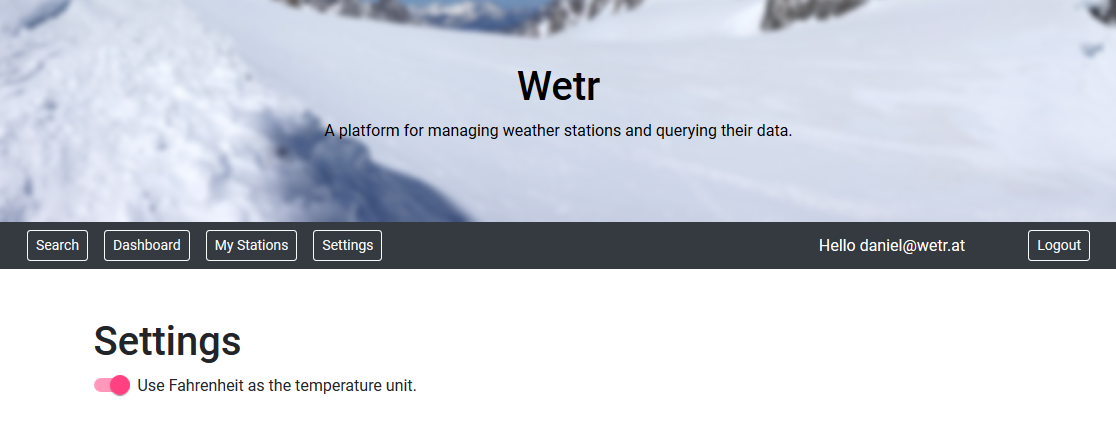 Wetr
A platform for managing weather stations and querying their data.
Search Dashboard My Stations Settings Hello daniel@wetr.at Logout
Settings
Use Fahrenheit as the temperature unit.